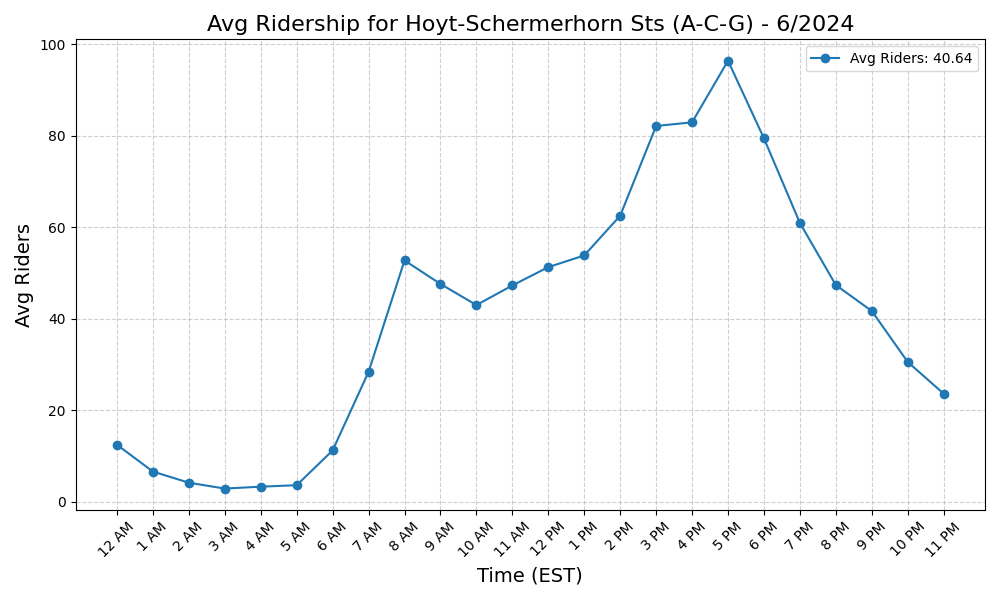 Avg Ridership for Hoyt-Schermerhorn Sts (A-C-G) - 6/2024
Avg Riders: 40.64
Avg Riders
100
80
60
40
20
0
12 AM
1 AM
2 AM
3 AM
4 AM
5 AM
6 AM
7 AM
8 AM
9 AM
10 AM
11 AM
12 PM
1 PM
2 PM
3 PM
4 PM
5 PM
6 PM
7 PM
8 PM
9 PM
10 PM
11 PM
Time (EST)